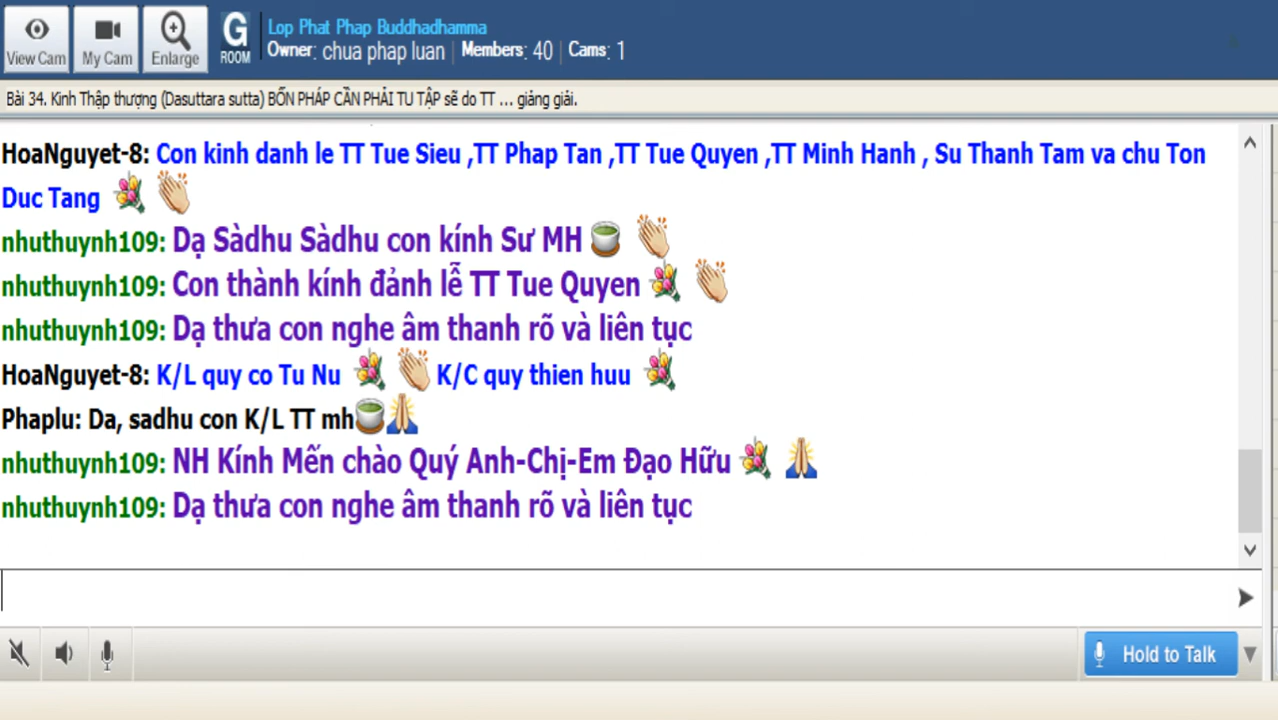 View Cam
My Cam
Enlarge
G
ROOM
Lop Phat Phap Buddhadhamma
Owner: chua phap luan | Members: 40 | Cams: 1
Bài 34. Kinh Thập thượng (Dasuttara sutta) BỐN PHÁP CẦN PHẢI TU TẬP sẽ do TT ... giảng giải.
HoaNguyet-8: Con kinh danh le TT Tue Sieu ,TT Phap Tan ,TT Tue Quyen ,TT Minh Hanh , Su Thanh Tam va chu Ton
Duc Tang
nhuthuynh109: Dạ Sàdhu Sàdhu con kính Sư MH
nhuthuynh109: Con thành kính đảnh lễ TT Tue Quyen
nhuthuynh109: Dạ thưa con nghe âm thanh rõ và liên tục
HoaNguyet-8: K/L quy co Tu Nu K/C quy thien huu
Phaplu: Da, sadhu con K/L TT mh
nhuthuynh109: NH Kính Mến chào Quý Anh-Chị-Em Đạo Hữu
nhuthuynh109: Dạ thưa con nghe âm thanh rõ và liên tục
Hold to Talk